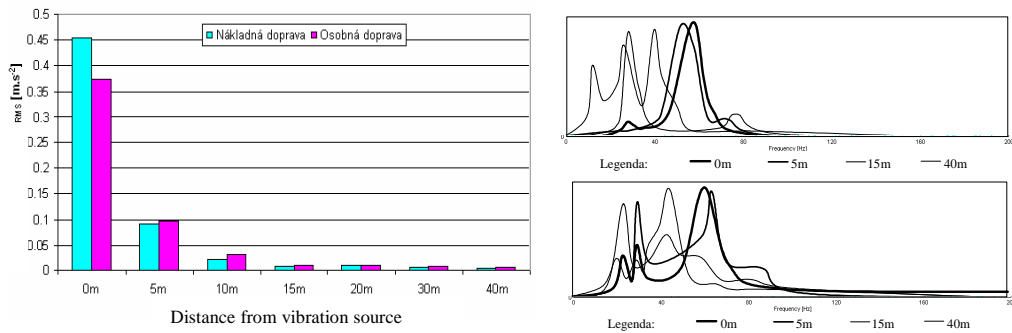 0.5
0.45
0.4
0.35
0.3
0.25
0.2
0.15
0.1
0.05
0
RMS [m.s-2]
Nákladná doprava Osobná doprava
0m 5m 10m 15m 20m 30m 40m
Distance from vibration source
0
0 40 80 120 160 200
Frequency [Hz]
Legenda: 0m 5m 15m 40m
0
0 40 80 120 160 200
Frequency [Hz]
Legenda: 0m 5m 15m 40m